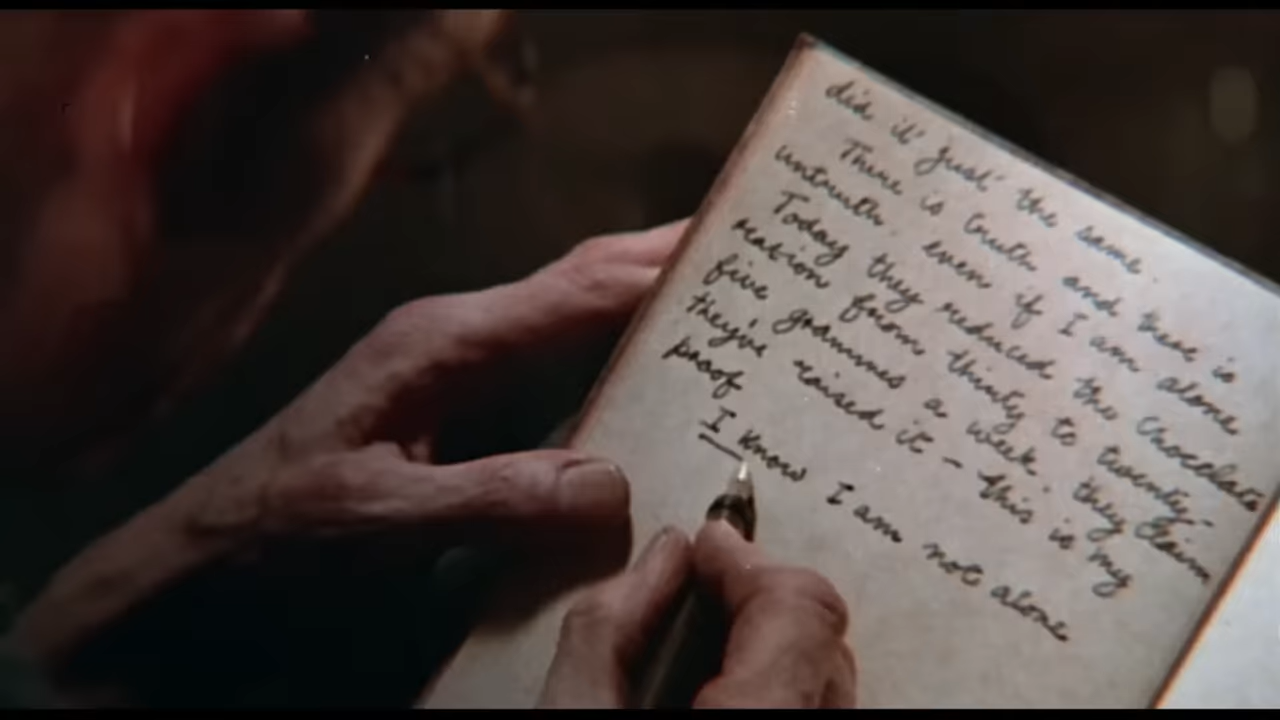 did it just the same.
There is truth and there is
untruth. even if I am alone
Today they reduced the Chocolate
ration from thirty to twenty-
five grammes a week. they claim
they've raised it - this is my
proof
I know I am not alone